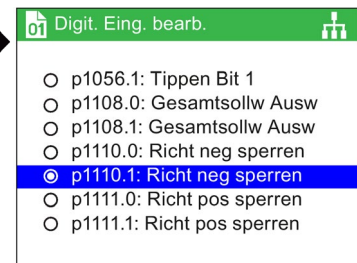 01 Digit. Eing. bearb.
p1056.1: Tippen Bit 1
p1108.0: Gesamtsollw Ausw
p1108.1: Gesamtsollw Ausw
p1110.0: Richt neg sperren
p1110.1: Richt neg sperren
p1111.0: Richt pos sperren
p1111.1: Richt pos sperren